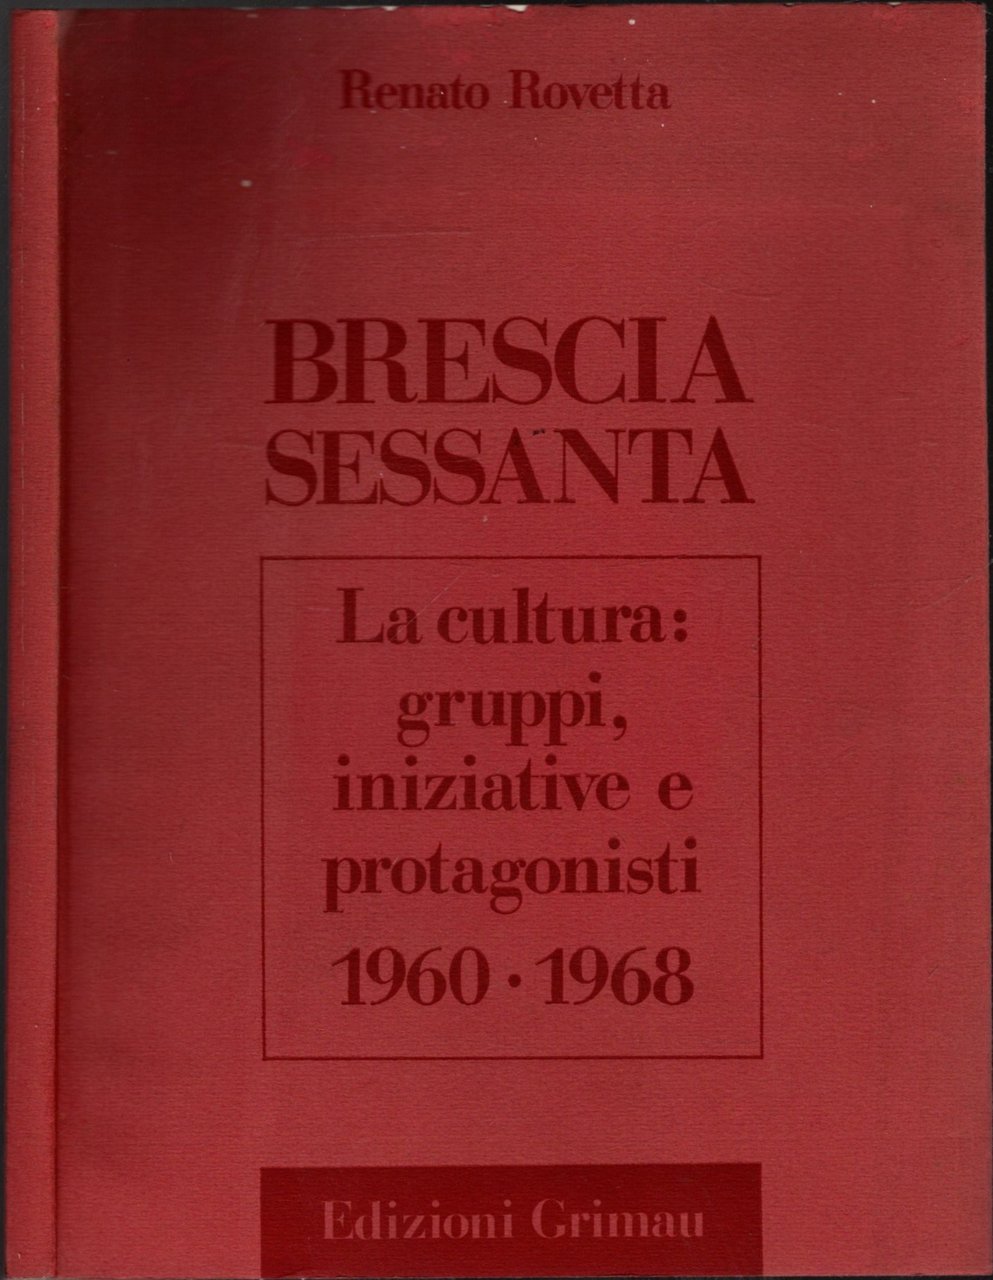 Renato Rovetta
BRESCIA
SESSANTA
La cultura:
gruppi,
iniziative e
protagonisti
1960 · 1968
Edizioni Grimau